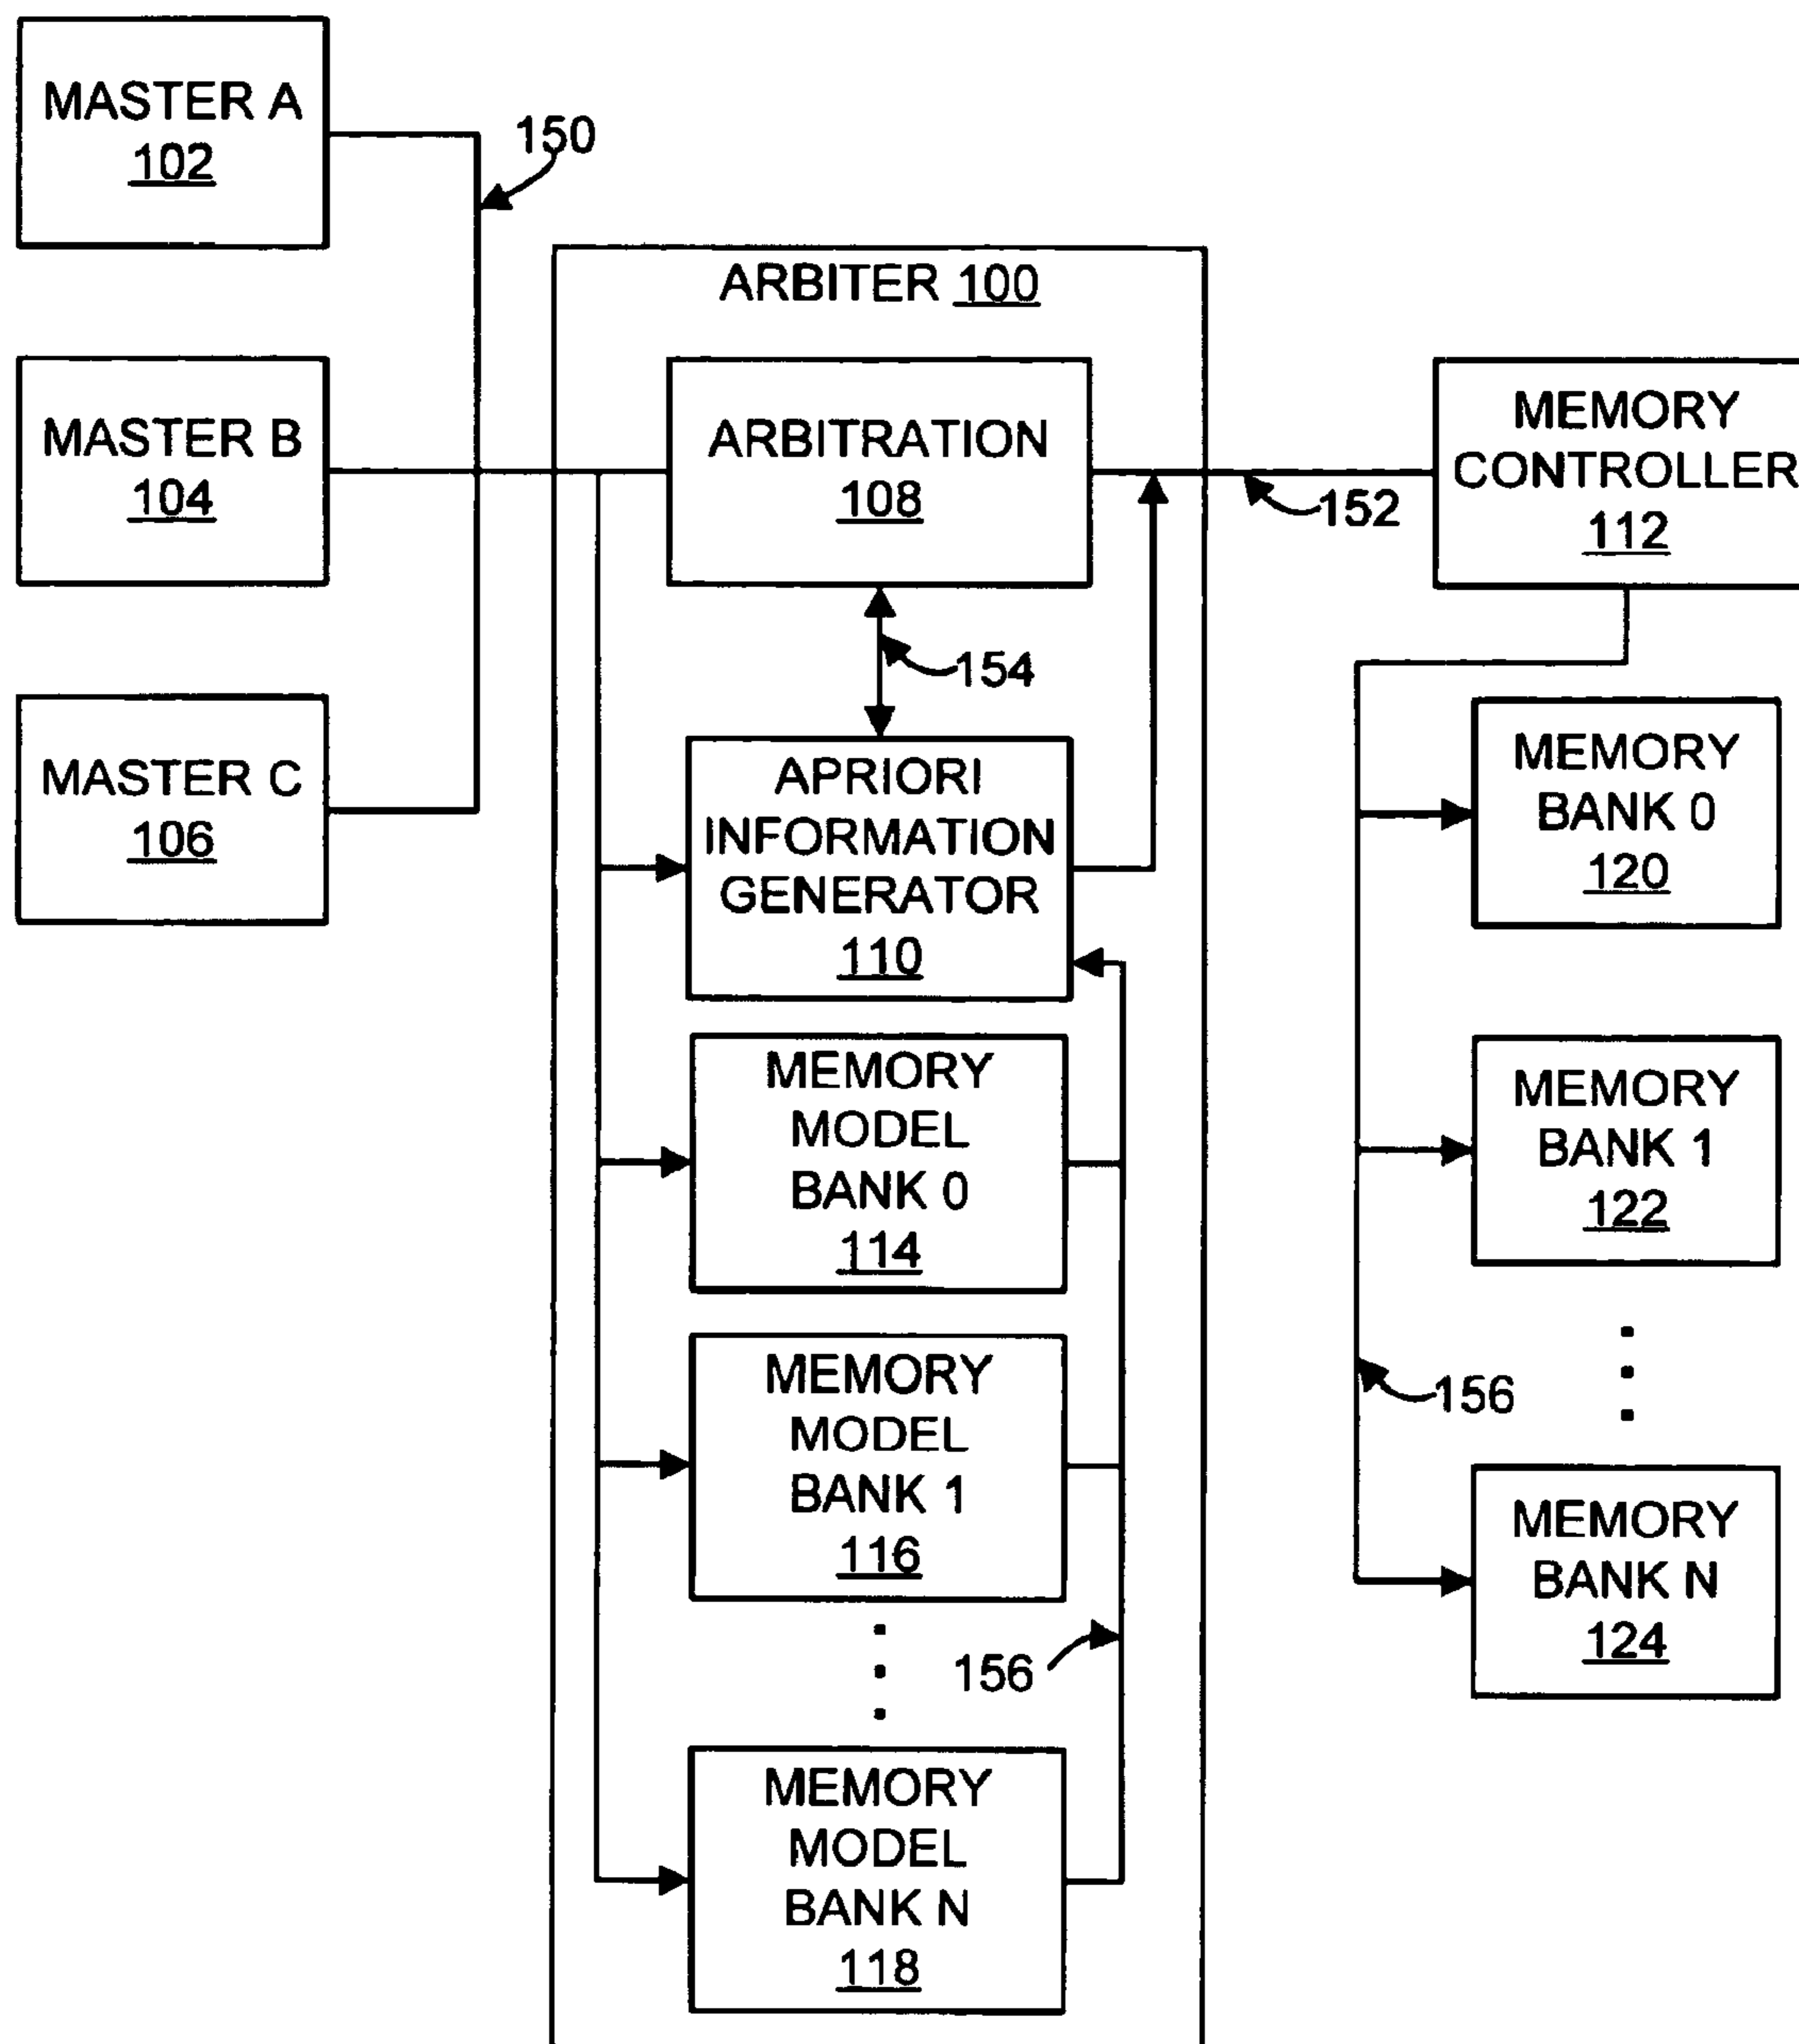 MASTER A
102
150
ARBITER 100
MASTER B
104
ARBITRATION
108
152
MEMORY
CONTROLLER
112
154
MASTER C
106
APRIORI
INFORMATION
GENERATOR
110
MEMORY
BANK 0
120
MEMORY
MODEL
BANK 0
114
MEMORY
BANK 1
122
MEMORY
MODEL
BANK 1
116
156
156
MEMORY
BANK N
124
MEMORY
MODEL
BANK N
118